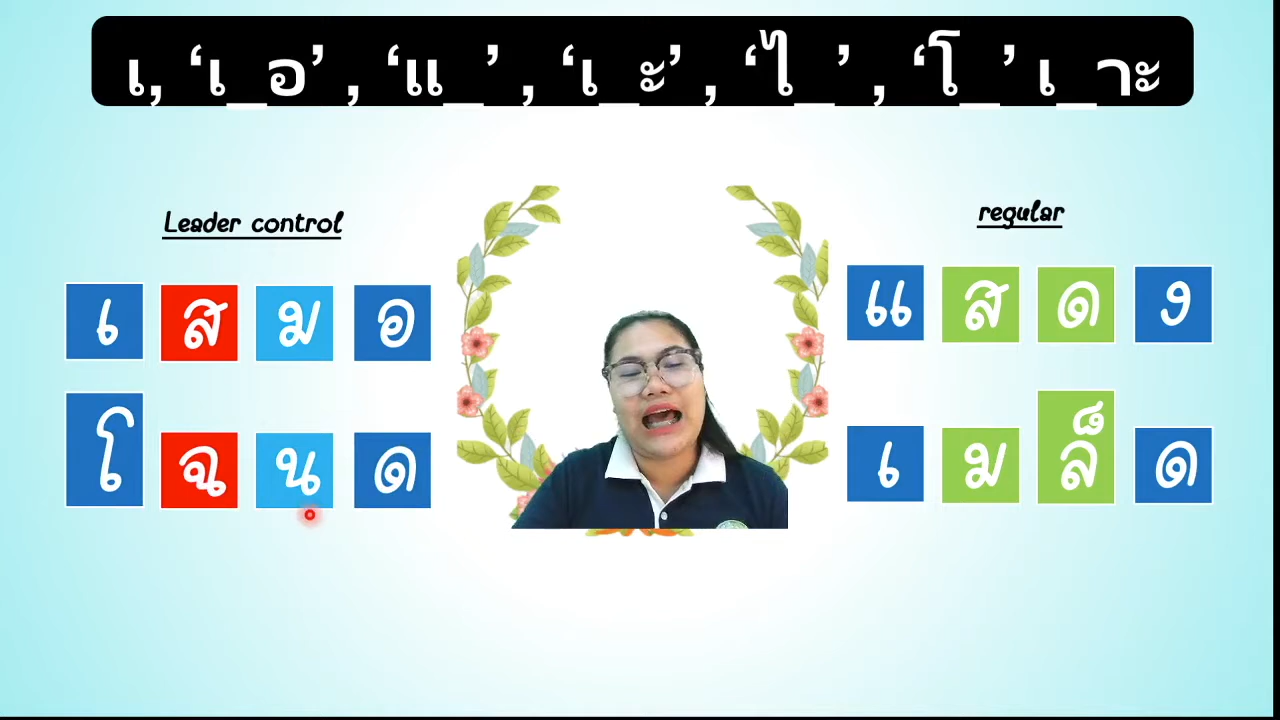 เ, ‘เ_อ’ , ‘แ_’ , ‘เ_ะ’ , ‘ไ_’ , ‘โ_’ เ_าะ
Leader control
regular
เ ส ม อ
แ ส ด ง
โ ฉ น ด
เ ม ล็ ด